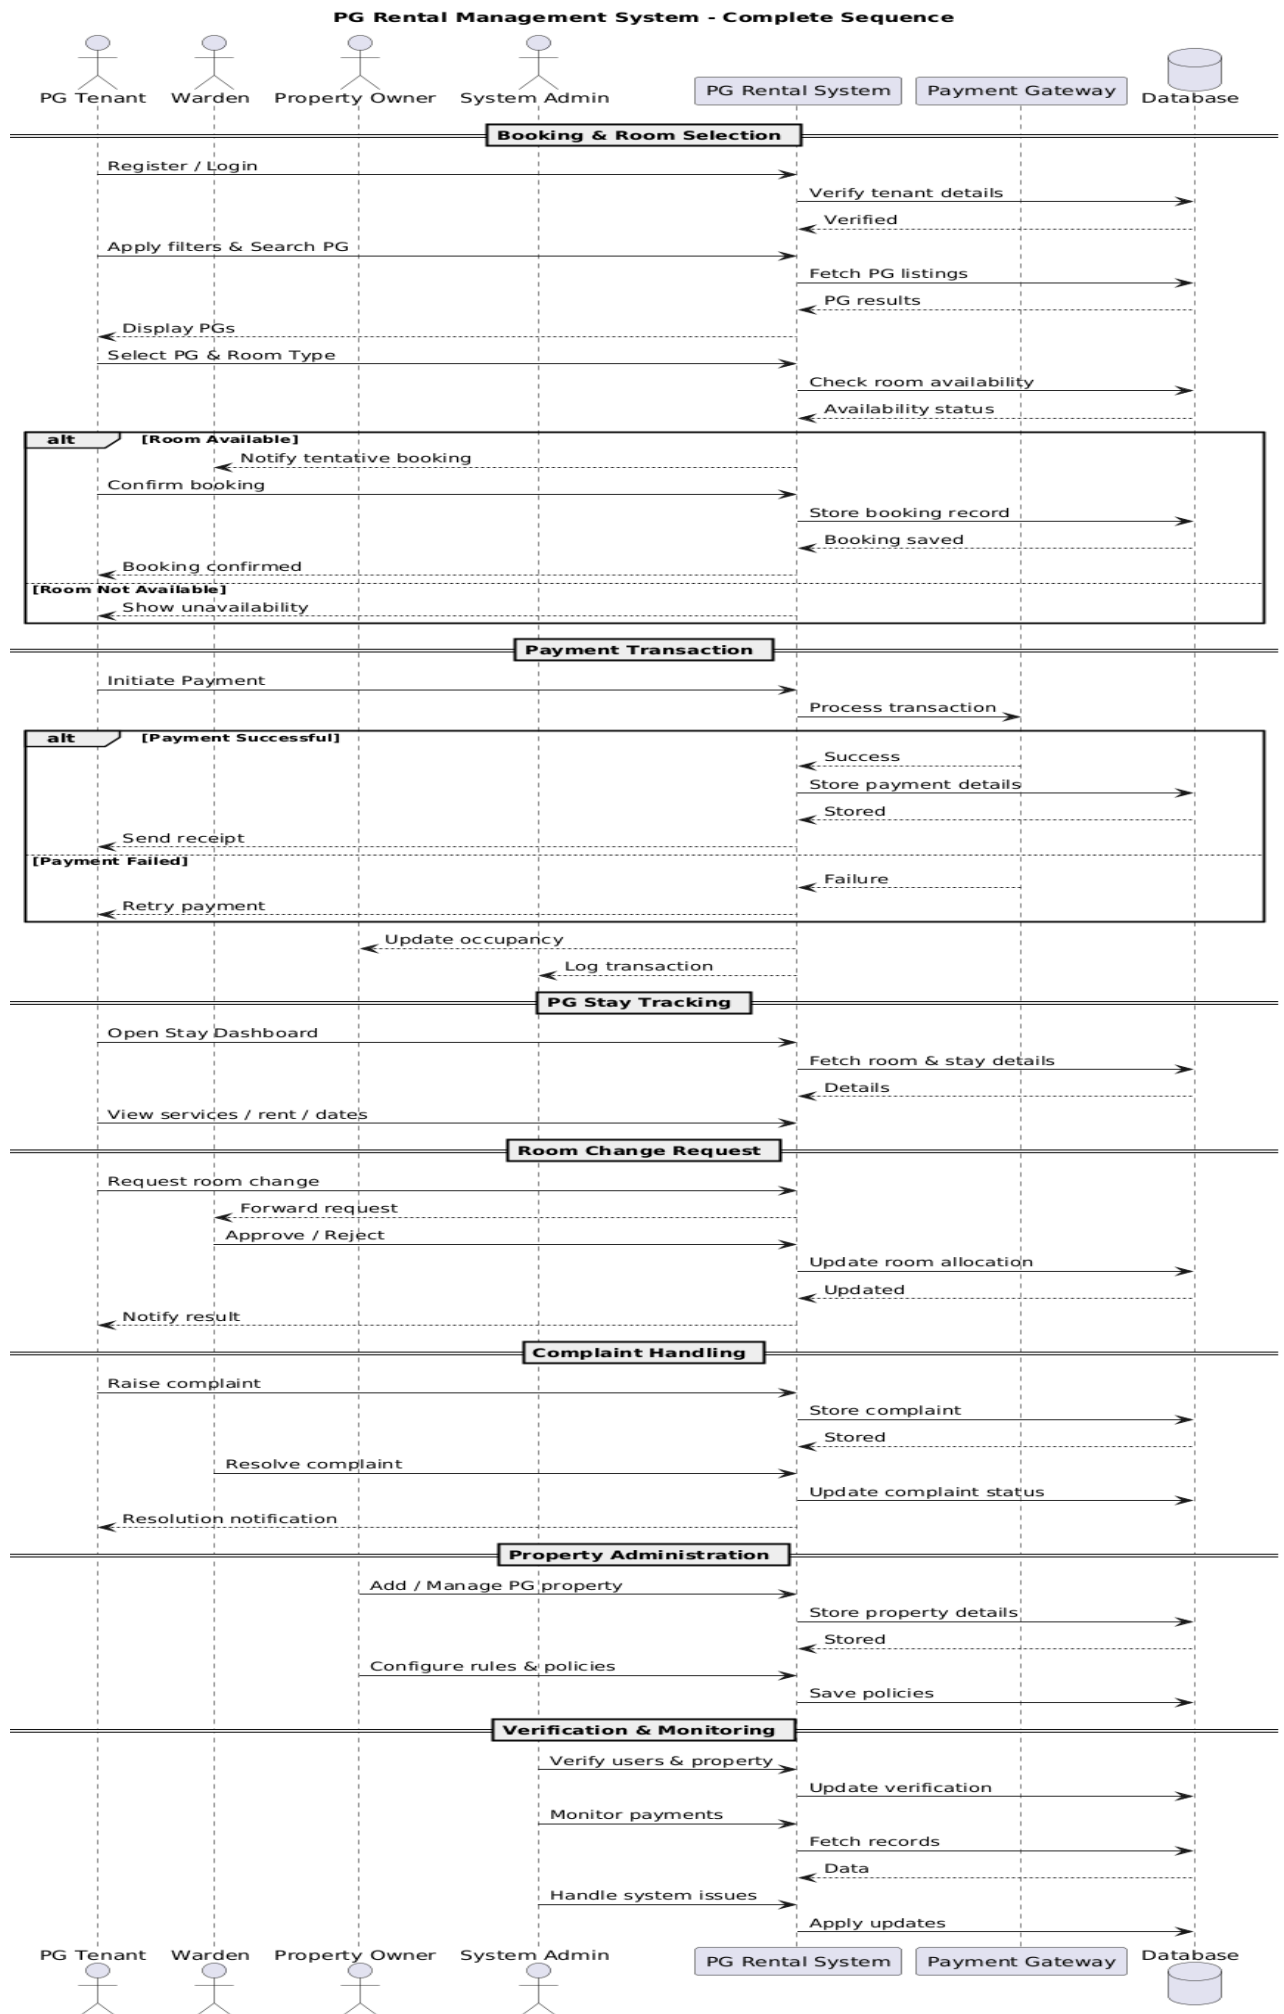 PG Rental Management System - Complete Sequence
PG Tenant
Warden
Property Owner
System Admin
PG Rental System
Payment Gateway
Database
Booking & Room Selection
Register / Login
Verify tenant details
Verified
Apply filters & Search PG
Fetch PG listings
PG results
Display PGs
Select PG & Room Type
Check room availability
Availability status
alt
[Room Available]
Notify tentative booking
Confirm booking
Store booking record
Booking saved
Booking confirmed
[Room Not Available]
Show unavailability
Payment Transaction
Initiate Payment
Process transaction
alt
[Payment Successful]
Success
Store payment details
Stored
Send receipt
[Payment Failed]
Failure
Retry payment
Update occupancy
Log transaction
PG Stay Tracking
Open Stay Dashboard
Fetch room & stay details
Details
View services / rent / dates
Room Change Request
Request room change
Forward request
Approve / Reject
Update room allocation
Updated
Notify result
Complaint Handling
Raise complaint
Store complaint
Stored
Resolve complaint
Update complaint status
Resolution notification
Property Administration
Add / Manage PG property
Store property details
Stored
Configure rules & policies
Save policies
Verification & Monitoring
Verify users & property
Update verification
Monitor payments
Fetch records
Data
Handle system issues
Apply updates
PG Tenant
Warden
Property Owner
System Admin
PG Rental System
Payment Gateway
Database